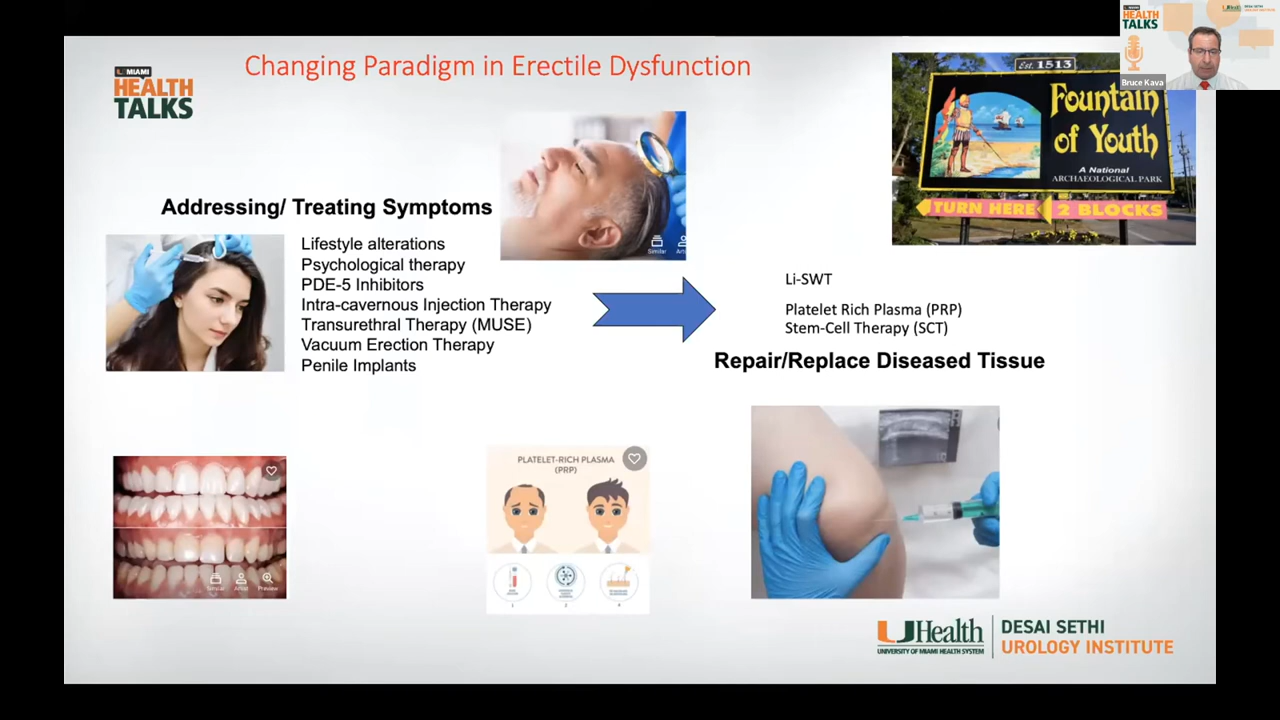 Changing Paradigm in Erectile Dysfunction
MIAMI
HEALTH
TALKS
Est. 1513
Fountain
of Youth
A National
ARCHAEOLOGICAL PARK
TURN HERE
2 BLOCKS
HEALTH
TALKS
Bruce Kava
Addressing/ Treating Symptoms
Lifestyle alterations
Psychological therapy
PDE-5 Inhibitors
Intra-cavernous Injection Therapy
Transurethral Therapy (MUSE)
Vacuum Erection Therapy
Penile Implants
Similar
Li-SWT
Platelet Rich Plasma (PRP)
Stem-Cell Therapy (SCT)
Repair/Replace Diseased Tissue
Similar
Preview
PLATELET-RICH PLASMA
(PRP)
UHealth
UNIVERSITY OF MIAMI HEALTH SYSTEM
DESAI SETHI
UROLOGY INSTITUTE